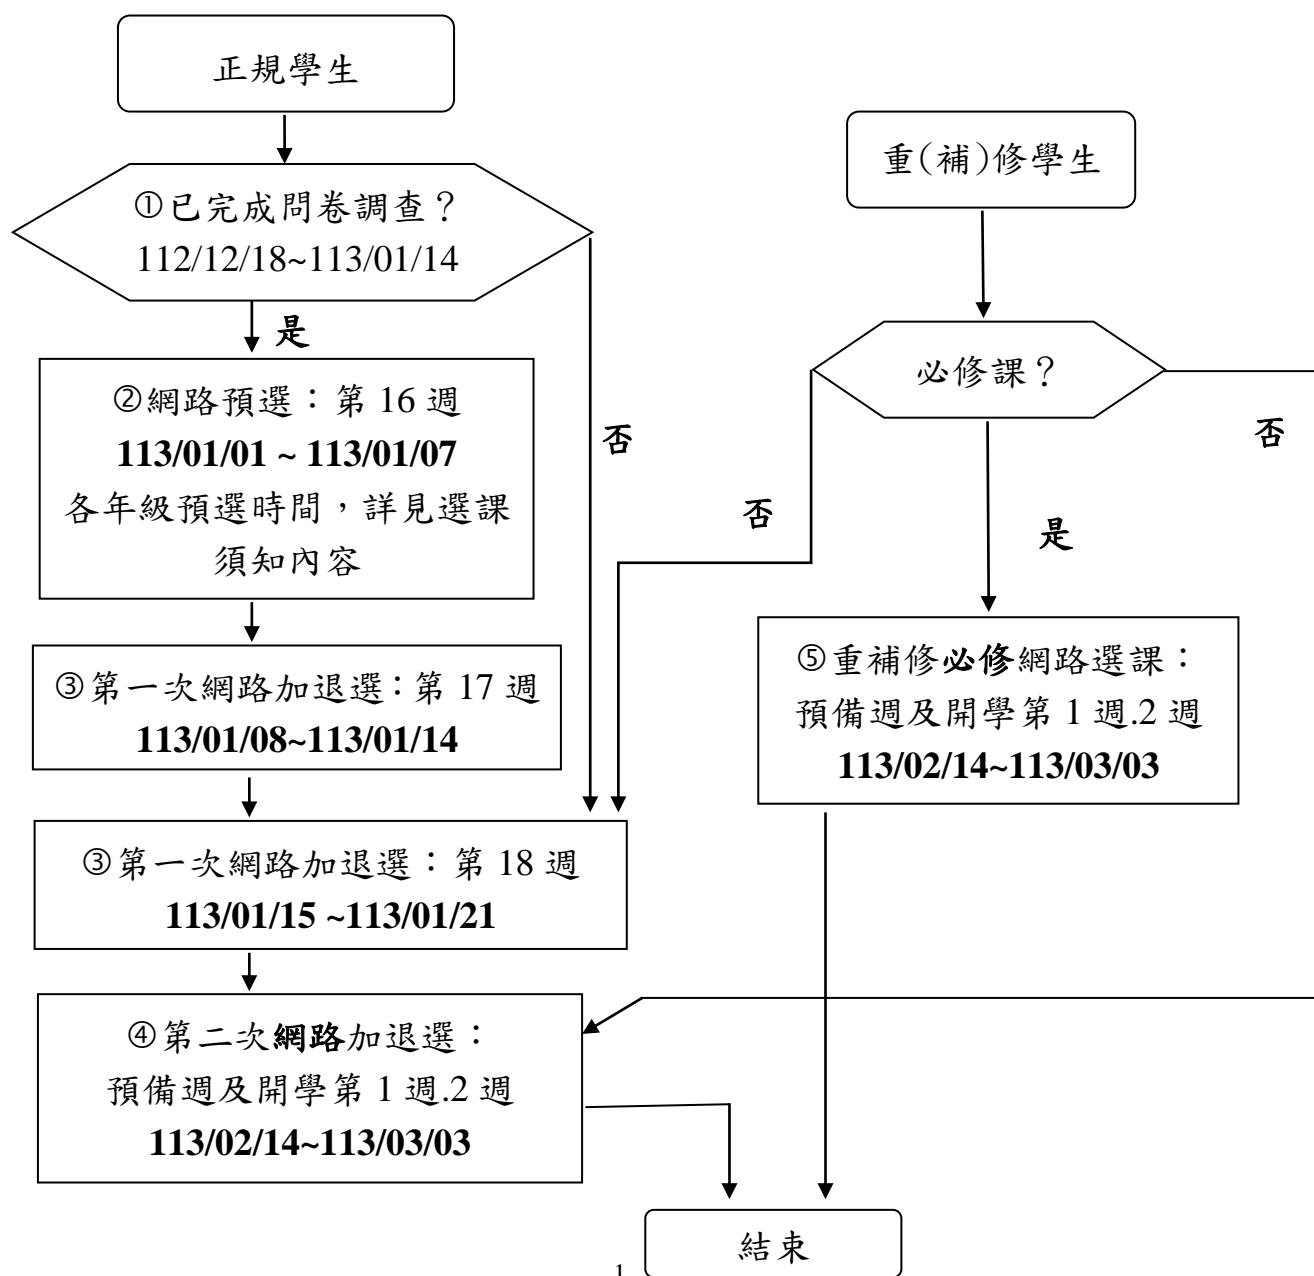 正規學生
①已完成問卷調查？
112/12/18~113/01/14
是
否
②網路預選：第 16 週
113/01/01 ~ 113/01/07
各年級預選時間，詳見選課
須知內容
③第一次網路加退選：第 17 週
113/01/08~113/01/14
③第一次網路加退選：第 18 週
113/01/15 ~113/01/21
④第二次網路加退選：
預備週及開學第 1 週.2 週
113/02/14~113/03/03
重(補)修學生
必修課？
否
否
是
⑤重補修必修網路選課：
預備週及開學第 1 週.2 週
113/02/14~113/03/03
結束
1